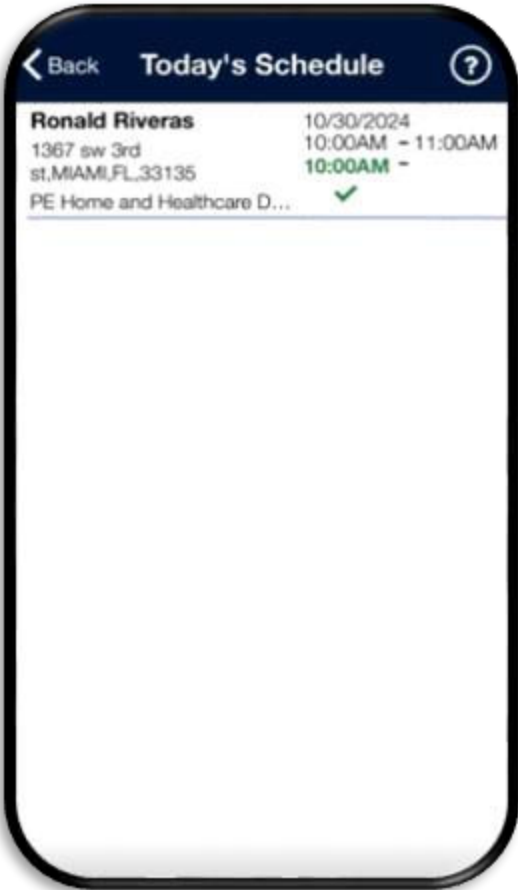 Back Today's Schedule ?
Ronald Riveras
1367 sw 3rd
st,MIAMI,FL,33135
PE Home and Healthcare D...
10/30/2024
10:00AM - 11:00AM
10:00AM -